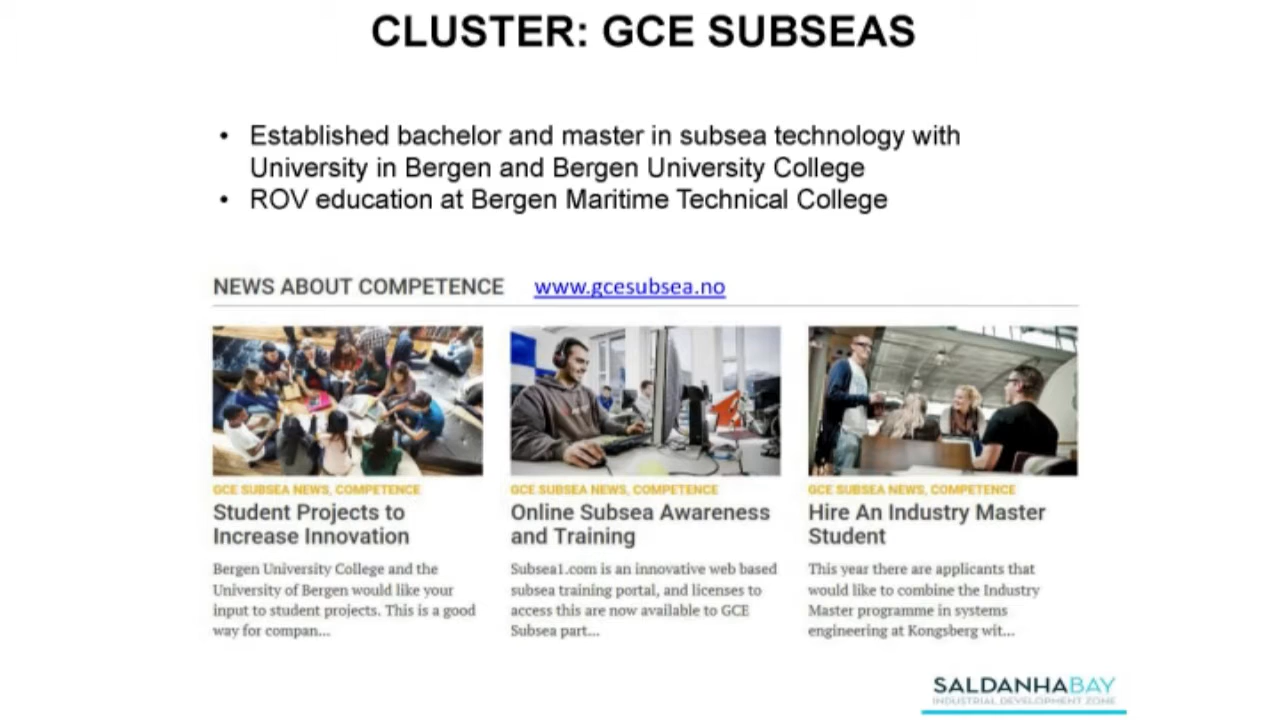 CLUSTER: GCE SUBSEAS
• Established bachelor and master in subsea technology with
University in Bergen and Bergen University College
• ROV education at Bergen Maritime Technical College
NEWS ABOUT COMPETENCE www.gcesubsea.no
GCE SUBSEA NEWS, COMPETENCE
Student Projects to
Increase Innovation
Bergen University College and the
University of Bergen would like your
input to student projects. This is a good
way for compan...
GCE SUBSEA NEWS, COMPETENCE
Online Subsea Awareness
and Training
Subsea1.com is an innovative web based
subsea training portal, and licenses to
access this are now available to GCE
Subsea part...
GCE SUBSEA NEWS, COMPETENCE
Hire An Industry Master
Student
This year there are applicants that
would like to combine the Industry
Master programme in systems
engineering at Kongsberg wit...
SALDANHABAY
INDUSTRIAL DEVELOPMENT ZONE